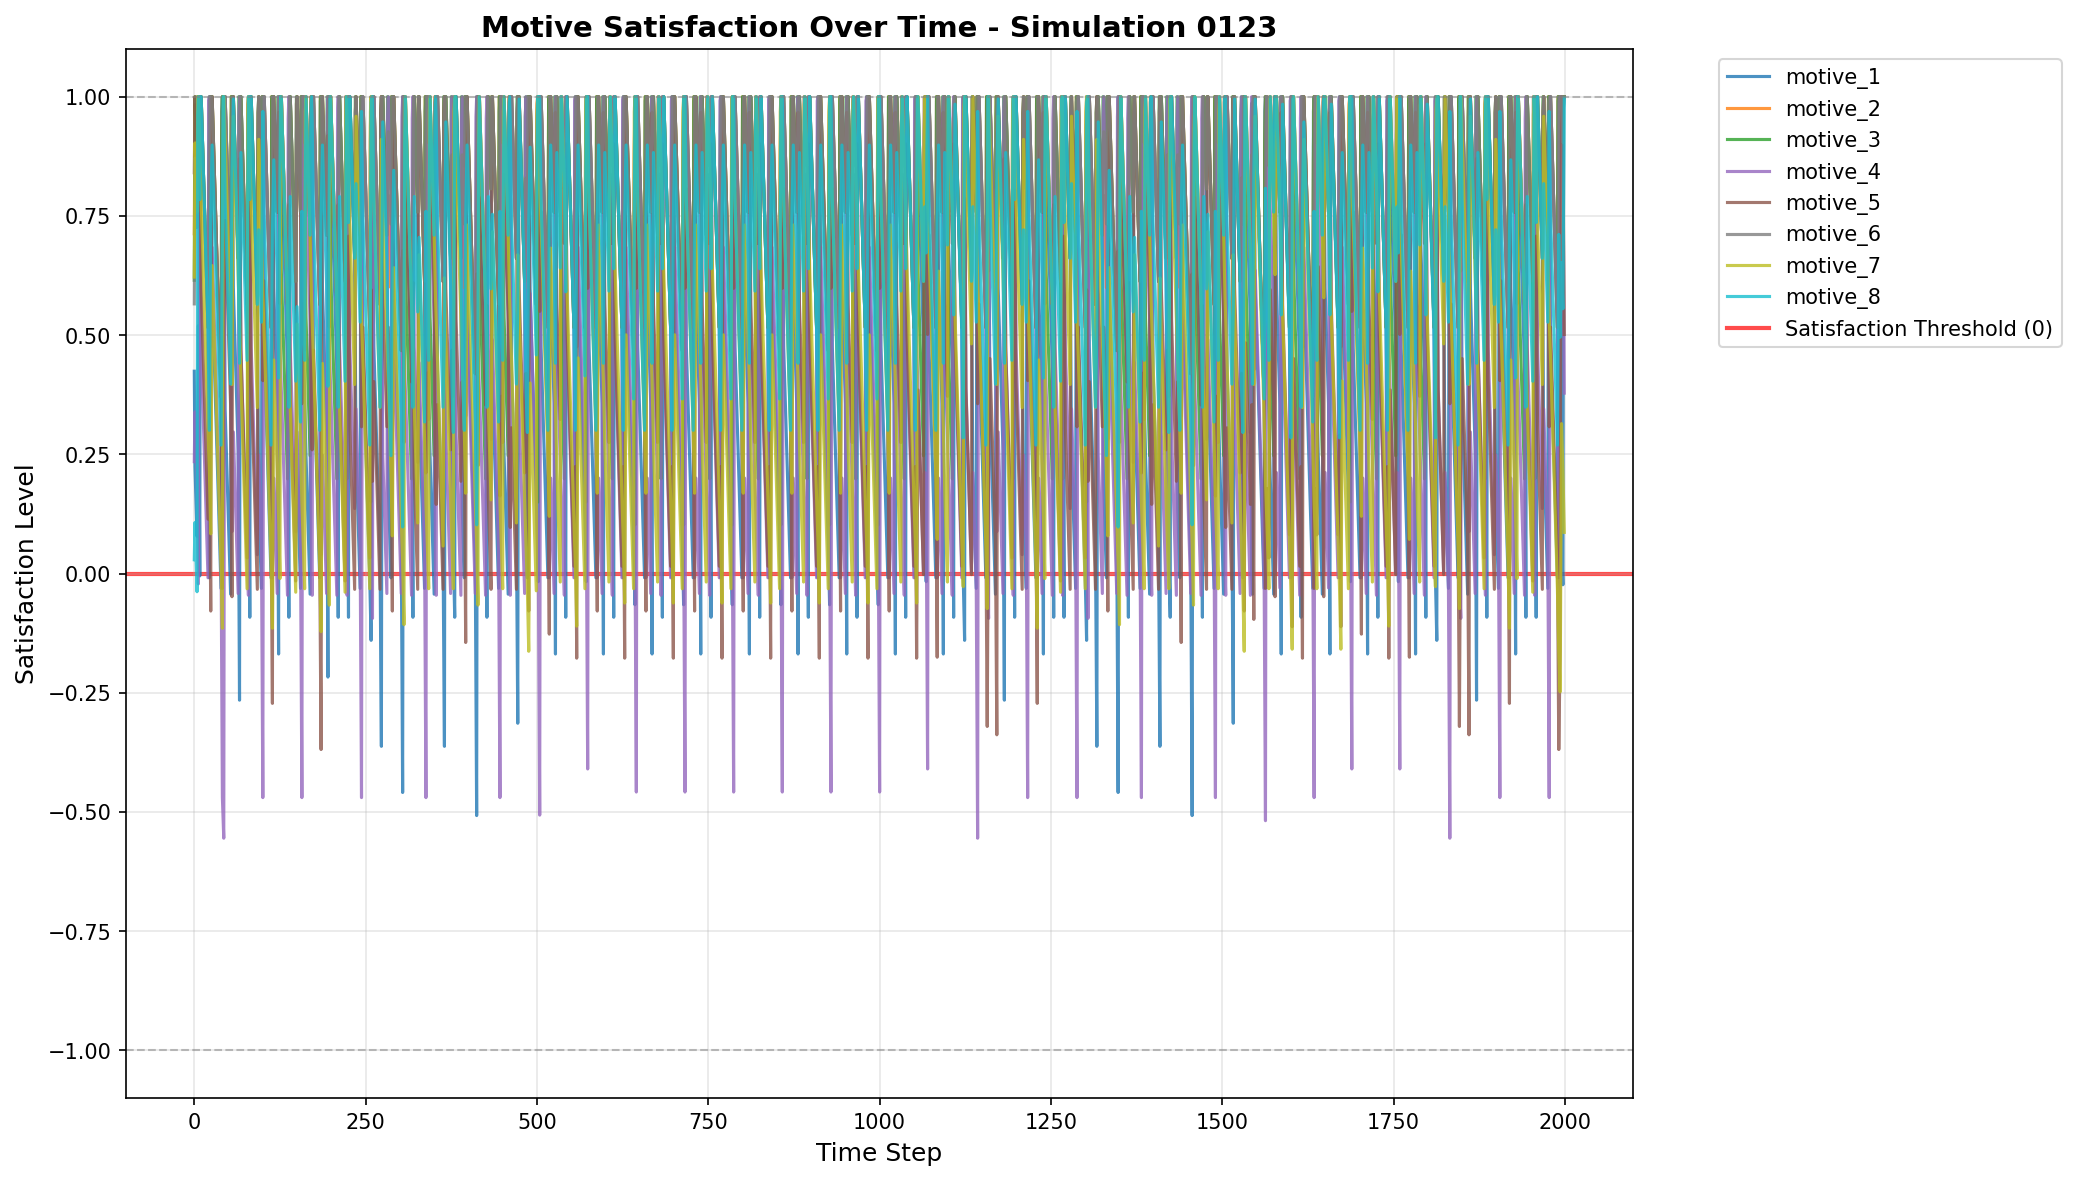 Motive Satisfaction Over Time - Simulation 0123
1.00
0.75
0.50
0.25
0.00
−0.25
−0.50
−0.75
−1.00
Satisfaction Level
0 250 500 750 1000 1250 1500 1750 2000
Time Step
motive_1
motive_2
motive_3
motive_4
motive_5
motive_6
motive_7
motive_8
Satisfaction Threshold (0)